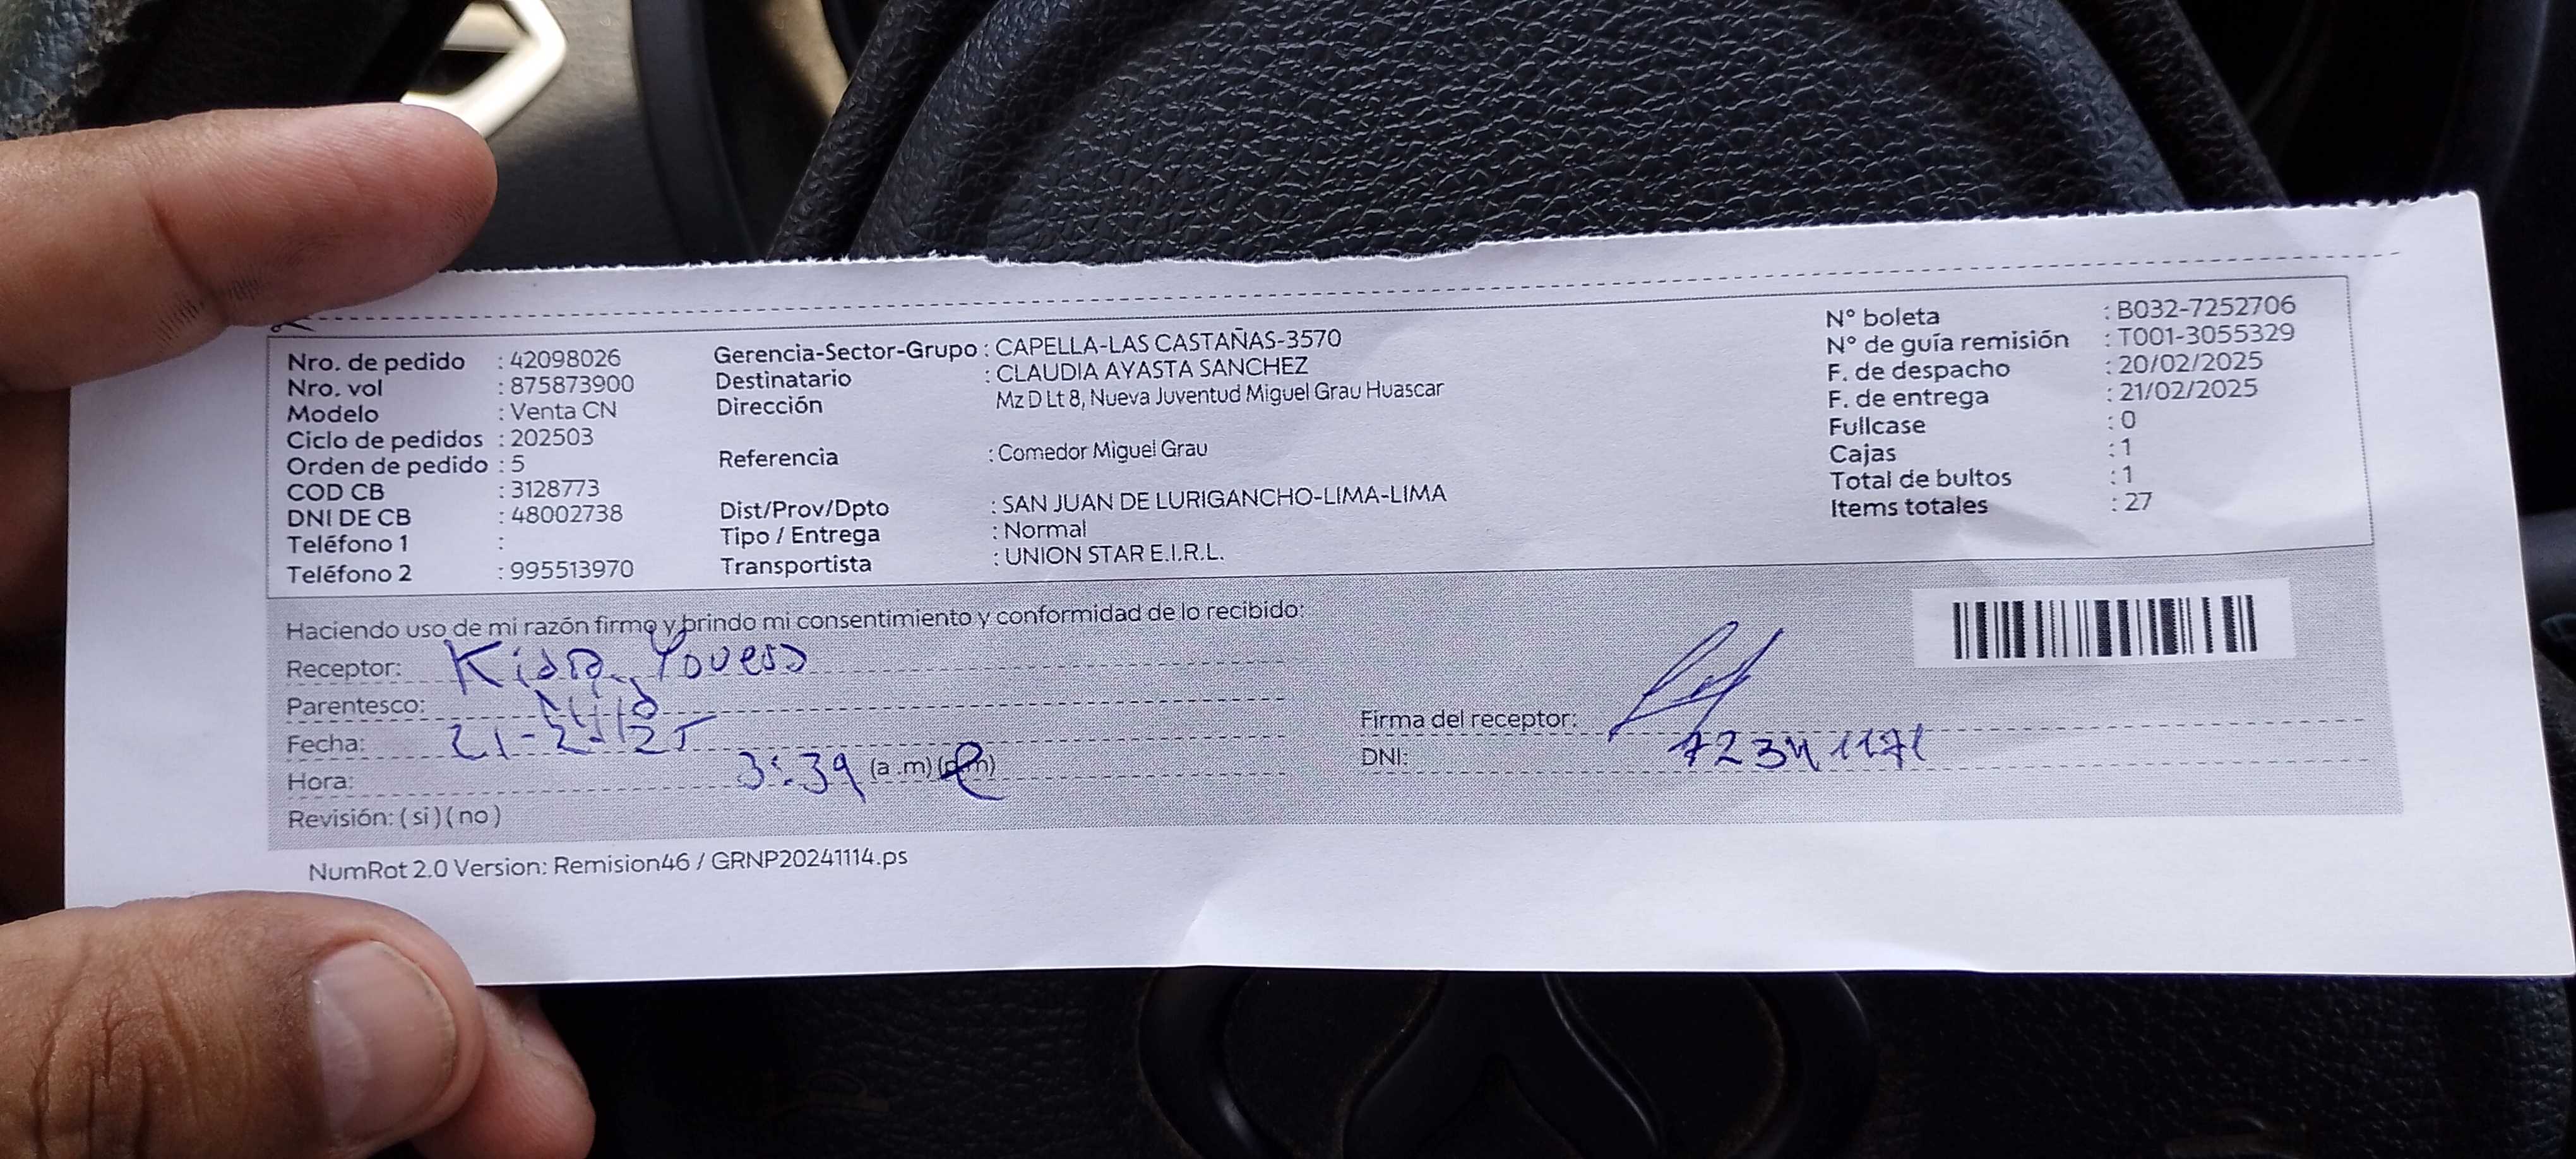 Nro. de pedido : 42098026
Nro. vol : 875873900
Modelo : Venta CN
Ciclo de pedidos : 202503
Orden de pedido : 5
COD CB : 3128773
DNI DE CB : 48002738
Teléfono 1 :
Teléfono 2 : 995513970
Gerencia-Sector-Grupo : CAPELLA-LAS CASTAÑAS-3570
Destinatario : CLAUDIA AYASTA SANCHEZ
Dirección Mz D Lt 8, Nueva Juventud Miguel Grau Huascar
Referencia : Comedor Miguel Grau
Dist/Prov/Dpto : SAN JUAN DE LURIGANCHO-LIMA-LIMA
Tipo / Entrega : Normal
Transportista : UNION STAR E.I.R.L.
N° boleta : B032-7252706
N° de guía remisión : T001-3055329
F. de despacho : 20/02/2025
F. de entrega : 21/02/2025
Fullcase : 0
Cajas : 1
Total de bultos : 1
Items totales : 27
Haciendo uso de mi razón firmo y brindo mi consentimiento y conformidad de lo recibido:
Receptor:
Parentesco:
Fecha:
Hora: 3:39 (a .m) (p.m)
Revisión: ( si ) ( no )
Firma del receptor:
DNI:
NumRot 2.0 Version: Remision46 / GRNP20241114.ps